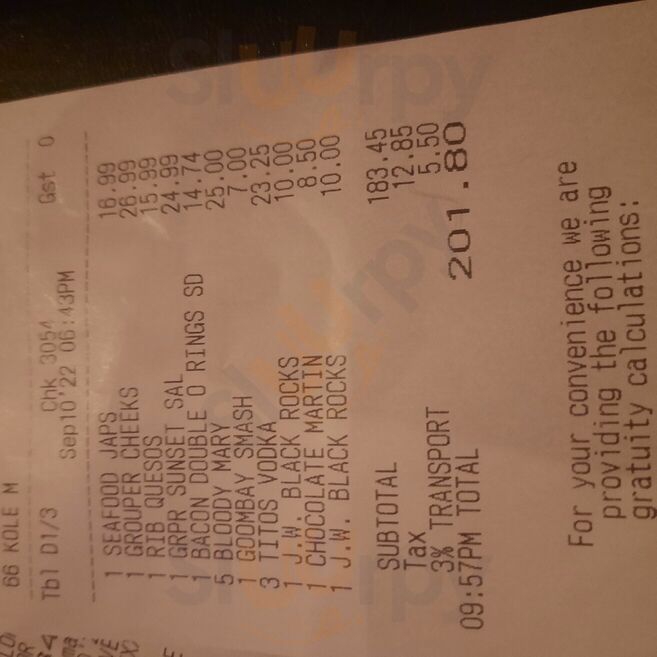 66 KOLE M
Tbl D1/3 Chk 3054 Gst 0
Sep10'22 06:43PM
1 SEAFOOD JAPS 16.99
1 GROUPER CHEEKS 26.99
1 RIB QUESOS 15.99
1 GRPR SUNSET SAL 24.99
1 BACON DOUBLE O RINGS SD 14.74
5 BLOODY MARY 25.00
1 GOOMBAY SMASH 7.00
3 TITOS VODKA 23.25
1 J.W. BLACK ROCKS 10.00
1 CHOCOLATE MARTIN 8.50
1 J.W. BLACK ROCKS 10.00
SUBTOTAL 183.45
Tax 12.85
3% TRANSPORT 5.50
09:57PM TOTAL 201.80
For your convenience we are
providing the following
gratuity calculations:
Sluurpy
Sluurpy
Sluurpy